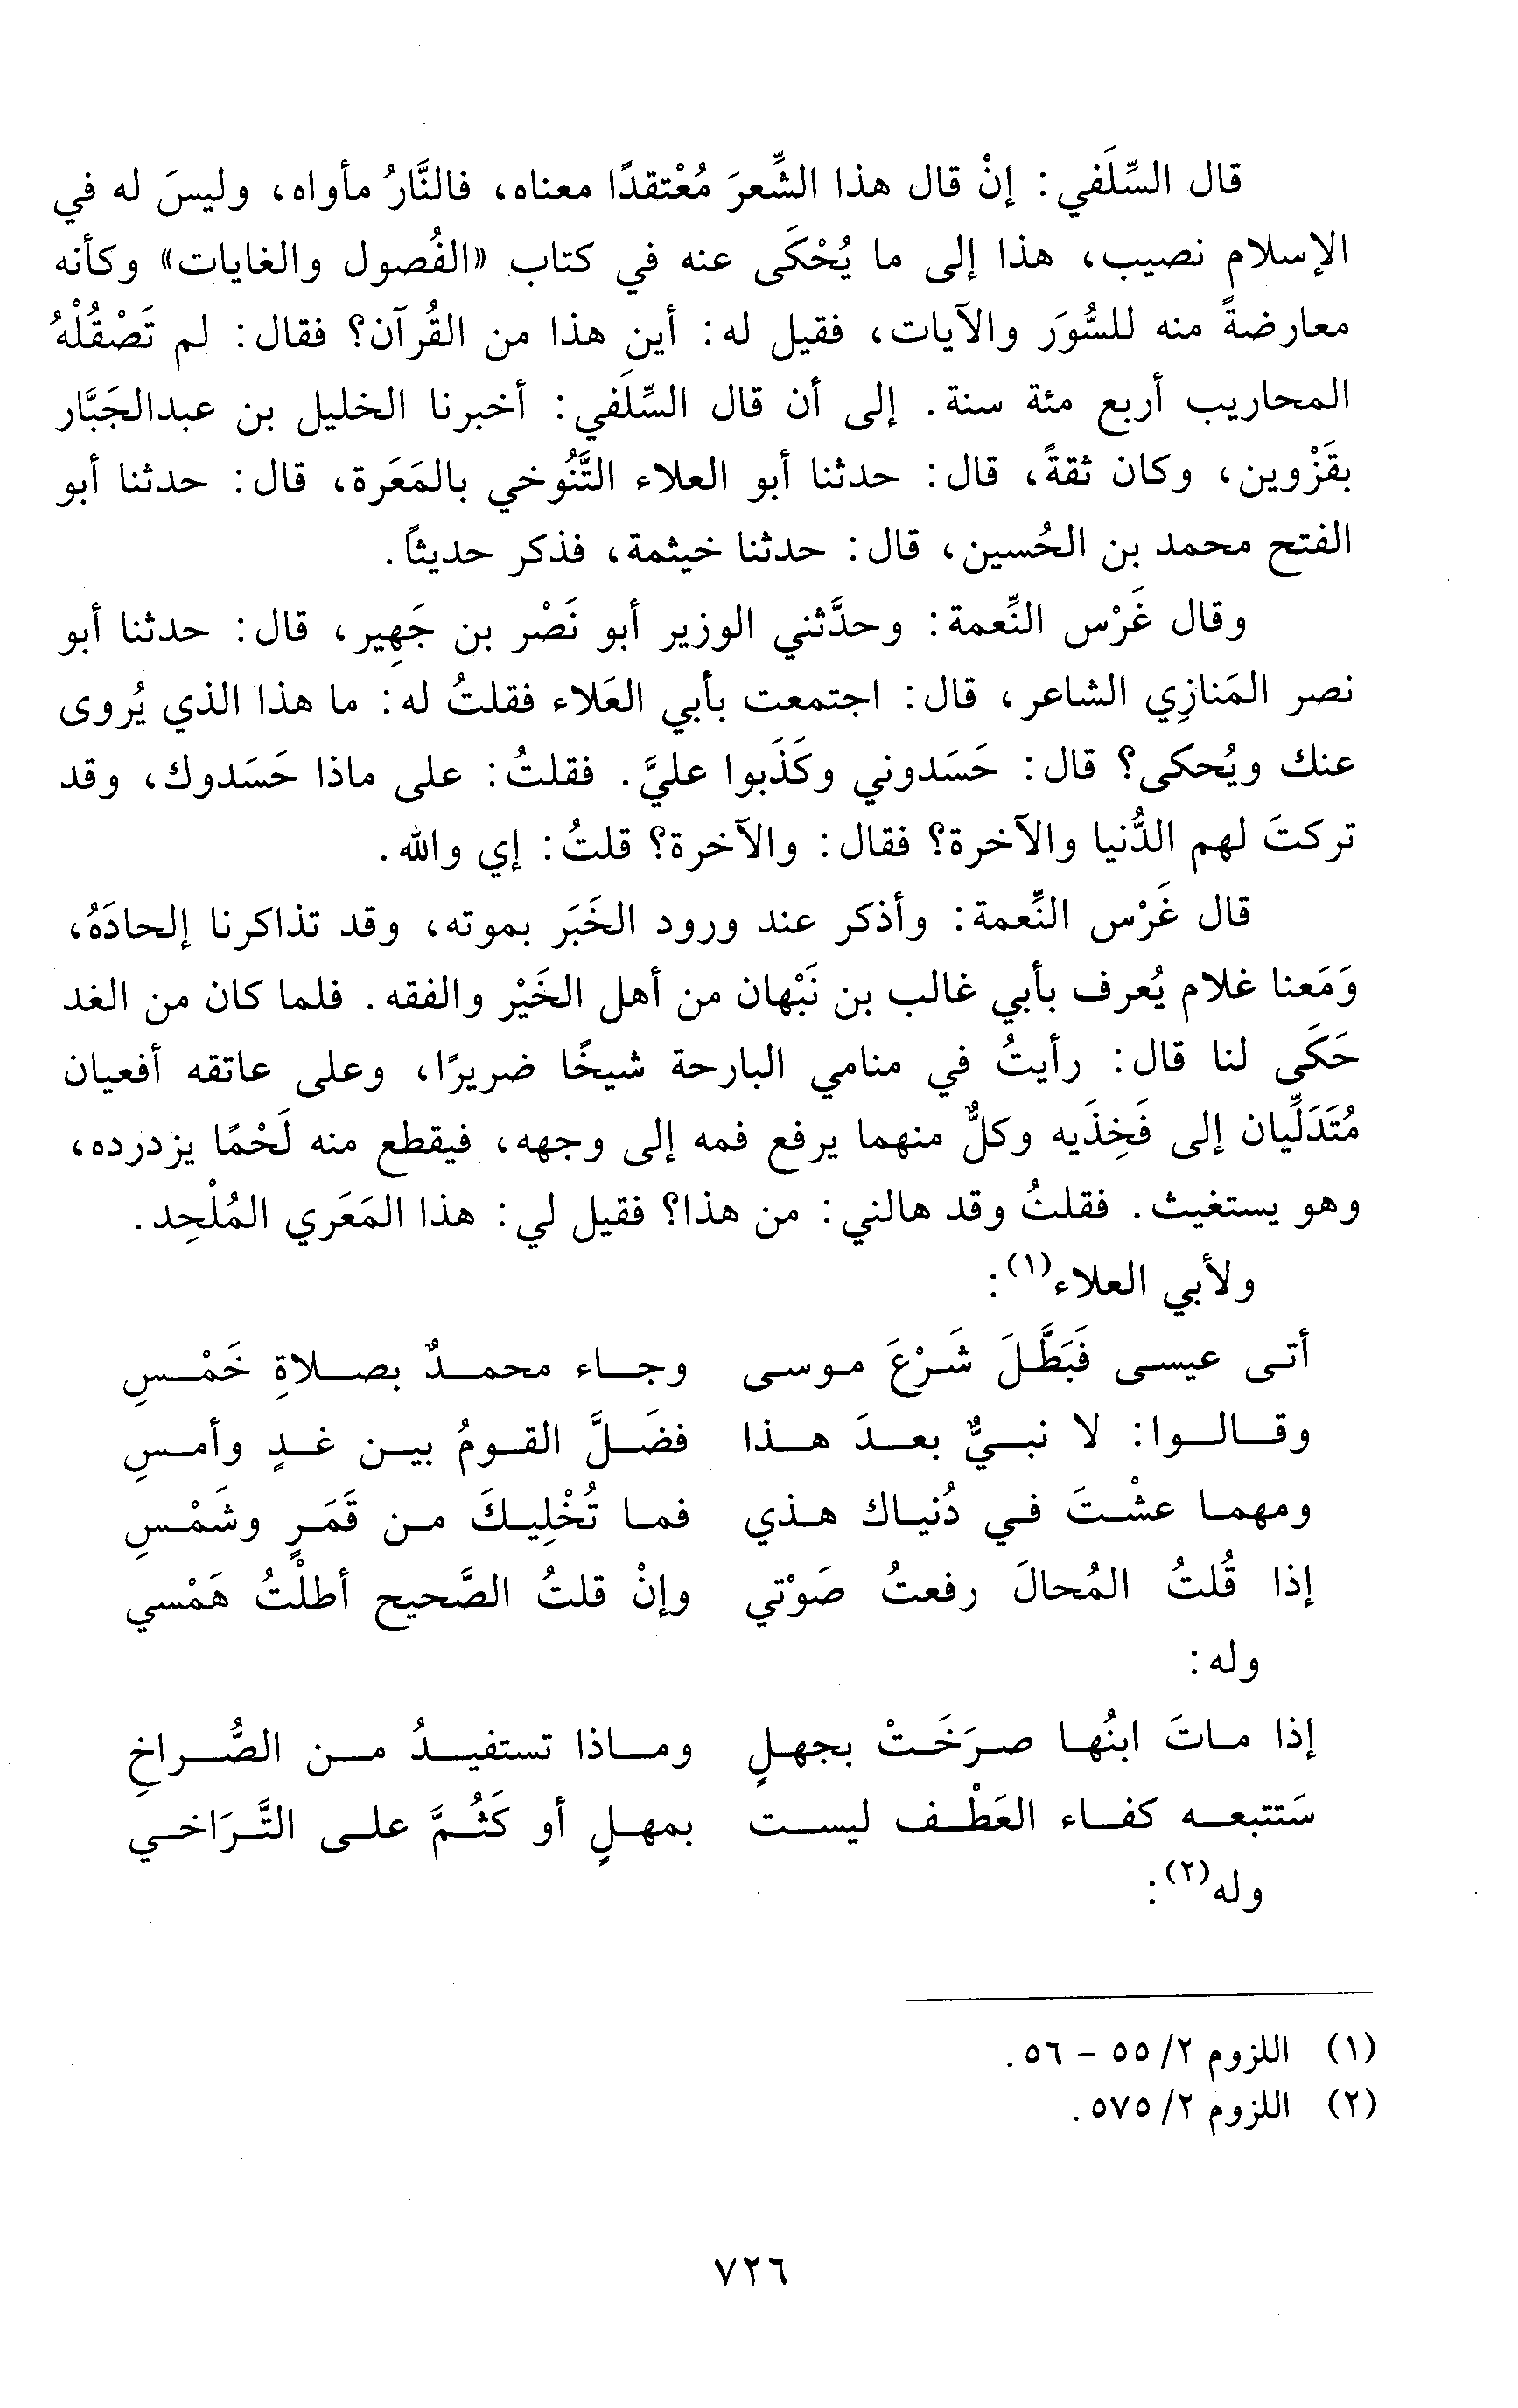 قال السِّلَفي: إنْ قال هذا الشِّعرَ مُعْتقدًا معناه، فالنَّارُ مأواه، وليسَ له في
الإسلام نصيب، هذا إلى ما يُحْكَى عنه في كتاب «الفُصول والغايات» وكأنه
معارضةً منه للسُّوَر والآيات، فقيل له: أين هذا من القُرآن؟ فقال: لم تَصْقُلْهُ
المحاريب أربع مئة سنة. إلى أن قال السِّلَفي: أخبرنا الخليل بن عبدالجَبَّار
بقَزْوين، وكان ثقةً، قال: حدثنا أبو العلاء التَّنُوخي بالمَعَرة، قال: حدثنا أبو
الفتح محمد بن الحُسين، قال: حدثنا خيثمة، فذكر حديثًا.
وقال غَرْس النِّعمة: وحدَّثني الوزير أبو نَصْر بن جَهِير، قال: حدثنا أبو
نصر المَنازِي الشاعر، قال: اجتمعت بأبي العَلاء فقلتُ له: ما هذا الذي يُروى
عنك ويُحكى؟ قال: حَسَدوني وكَذَبوا عليَّ. فقلتُ: على ماذا حَسَدوك، وقد
تركتَ لهم الدُّنيا والآخرة؟ فقال: والآخرة؟ قلتُ: إي والله.
قال غَرْس النِّعمة: وأذكر عند ورود الخَبَر بموته، وقد تذاكرنا إلحادَهُ،
وَمَعنا غلام يُعرف بأبي غالب بن نَبْهان من أهل الخَيْر والفقه. فلما كان من الغد
حَكَى لنا قال: رأيتُ في منامي البارحة شيخًا ضريرًا، وعلى عاتقه أفعيان
مُتَدَلِّيان إلى فَخِذَيه وكلٌّ منهما يرفع فمه إلى وجهه، فيقطع منه لَحْمًا يزدرده،
وهو يستغيث. فقلتُ وقد هالني: من هذا؟ فقيل لي: هذا المَعَري المُلْحِد.
ولأبي العلاء(١):
أتى عيسى فَبَطَّلَ شَرْعَ موسى وجاء محمدٌ بصلاةِ خَمْسِ
وقالوا: لا نبيٌّ بعدَ هذا فضَلَّ القومُ بين غدٍ وأمسِ
ومهما عشْتَ في دُنياك هذي فما تُخْلِيكَ من قَمَرٍ وشَمْسِ
إذا قُلتُ المُحالَ رفعتُ صَوْتي وإنْ قلتُ الصَّحيح أطلْتُ هَمْسي
وله:
إذا ماتَ ابنُها صرَخَتْ بجهلٍ وماذا تستفيدُ من الصُّراخِ
سَتتبعه كفاء العَطْف ليست بمهلٍ أو كَثُمَّ على التَّرَاخي
وله(٢):
(١) اللزوم ٢/ ٥٥ - ٥٦.
(٢) اللزوم ٢/ ٥٧٥.
٧٢٦